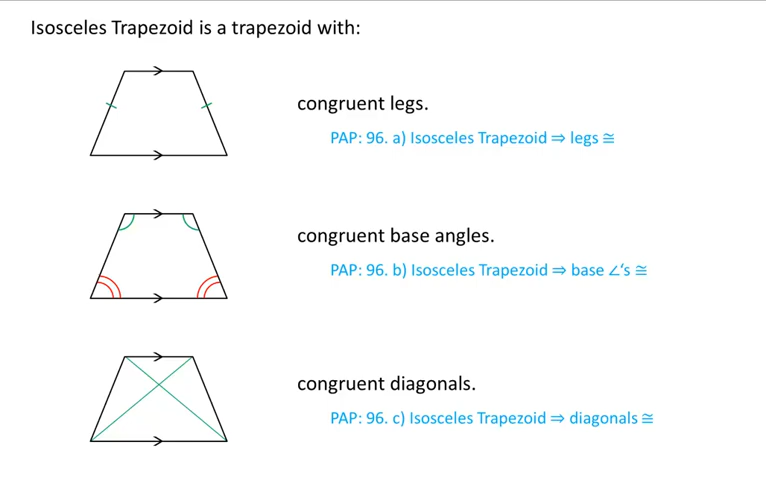 Isosceles Trapezoid is a trapezoid with:
congruent legs.
PAP: 96. a) Isosceles Trapezoid ⇒ legs ≅
congruent base angles.
PAP: 96. b) Isosceles Trapezoid ⇒ base ∠‘s ≅
congruent diagonals.
PAP: 96. c) Isosceles Trapezoid ⇒ diagonals ≅